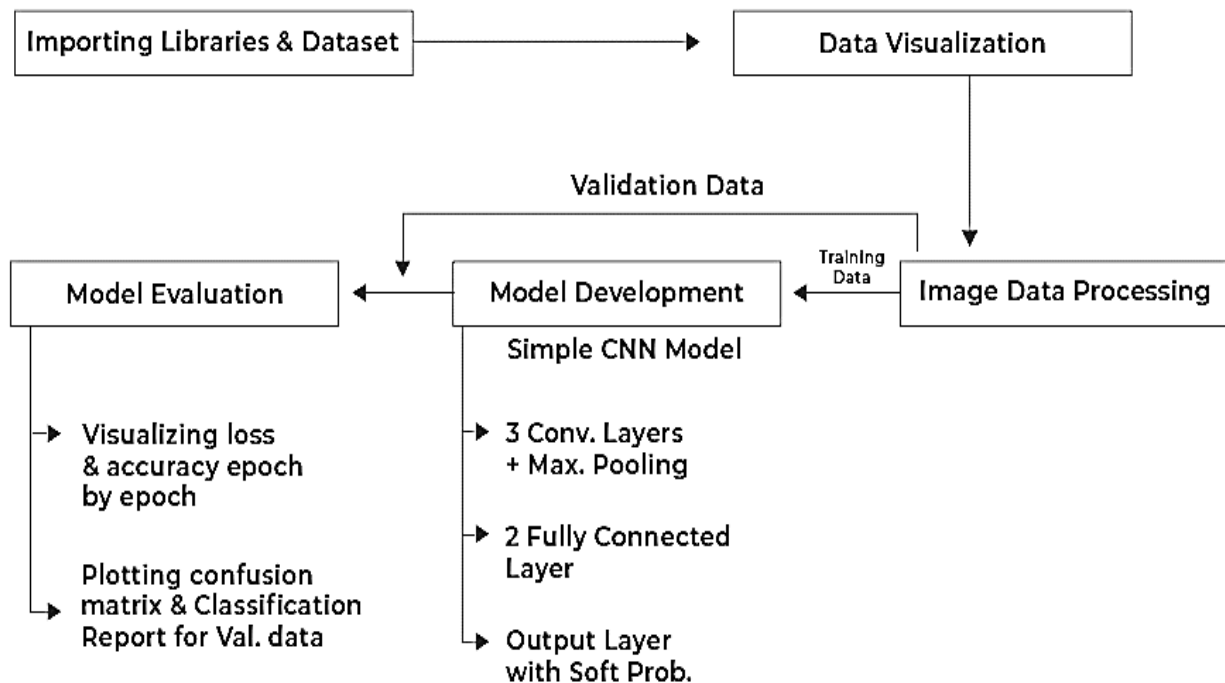 Importing Libraries & Dataset
Data Visualization
Validation Data
Training
Data
Model Evaluation
Model Development
Image Data Processing
Simple CNN Model
Visualizing loss
& accuracy epoch
by epoch
Plotting confusion
matrix & Classification
Report for Val. data
3 Conv. Layers
+ Max. Pooling
2 Fully Connected
Layer
Output Layer
with Soft Prob.